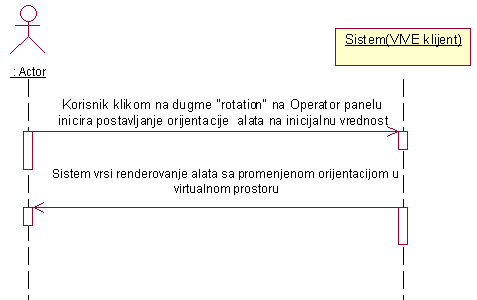 Sistem(VIVE klijent)
: Actor
Korisnik klikom na dugme "rotation" na Operator panelu
inicira postavljanje orijentacije alata na inicijalnu vrednost
Sistem vrsi renderovanje alata sa promenjenom orijentacijom u
virtualnom prostoru